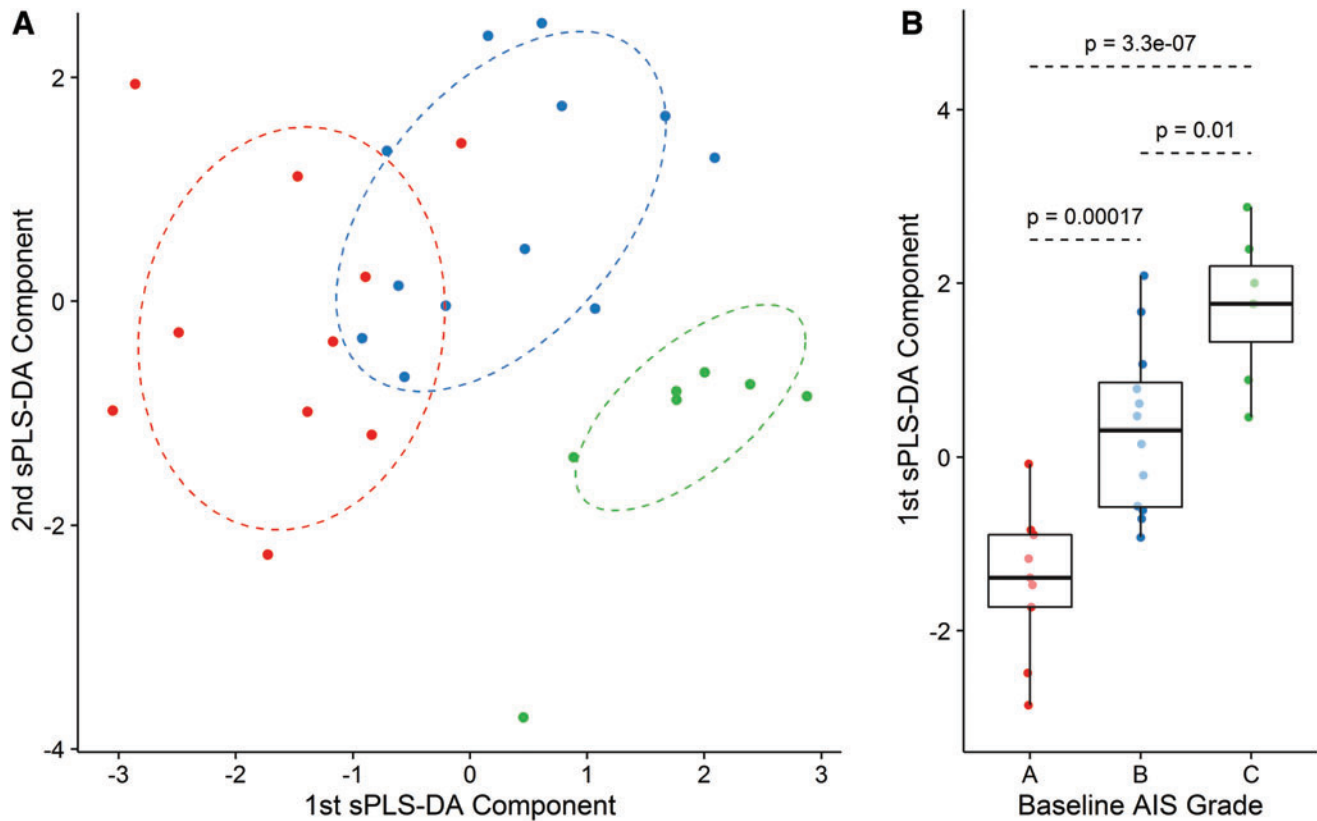 A
2
0
-2
-4
2nd sPLS-DA Component
-3 -2 -1 0 1 2 3
1st sPLS-DA Component
B
p = 3.3e-07
p = 0.01
p = 0.00017
4
2
0
-2
1st sPLS-DA Component
A B C
Baseline AIS Grade